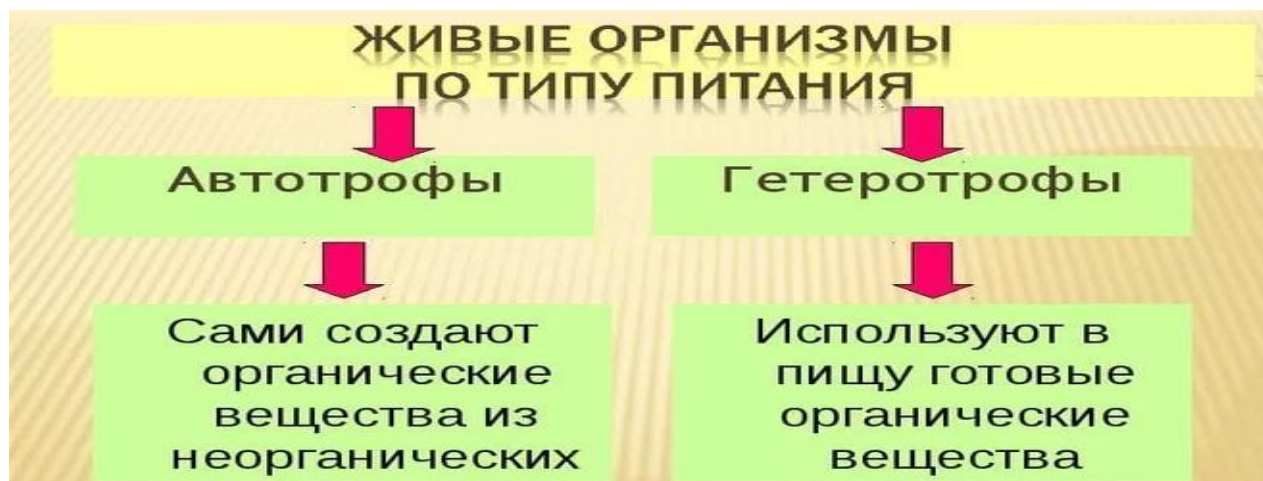 ЖИВЫЕ ОРГАНИЗМЫ
ПО ТИПУ ПИТАНИЯ
Автотрофы
Гетеротрофы
Сами создают
органические
вещества из
неорганических
Используют в
пищу готовые
органические
вещества